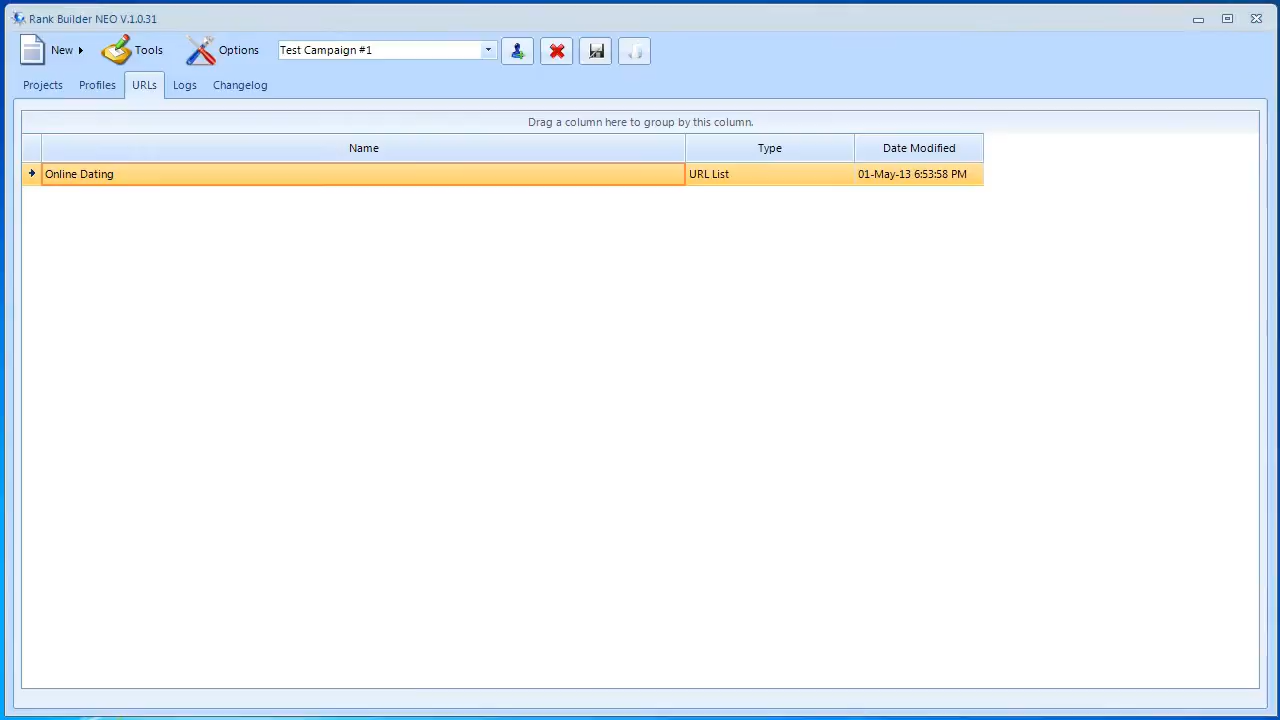 Rank Builder NEO V.1.0.31
New Tools Options Test Campaign #1
Projects Profiles URLs Logs Changelog
Drag a column here to group by this column.
Name Type Date Modified
Online Dating URL List 01-May-13 6:53:58 PM